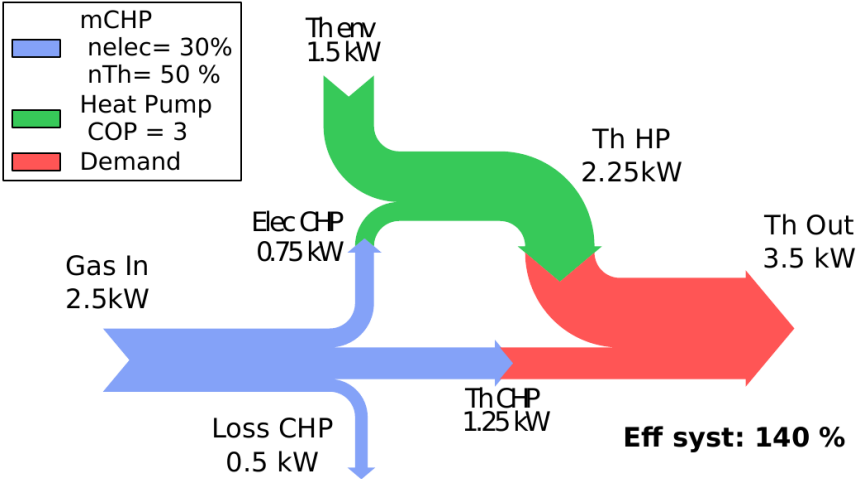 mCHP
nelec= 30%
nTh= 50 %
Heat Pump
COP = 3
Demand
Th env
1.5 kW
Th HP
2.25kW
Elec CHP
0.75 kW
Th Out
3.5 kW
Gas In
2.5kW
Th CHP
1.25 kW
Loss CHP
0.5 kW
Eff syst: 140 %